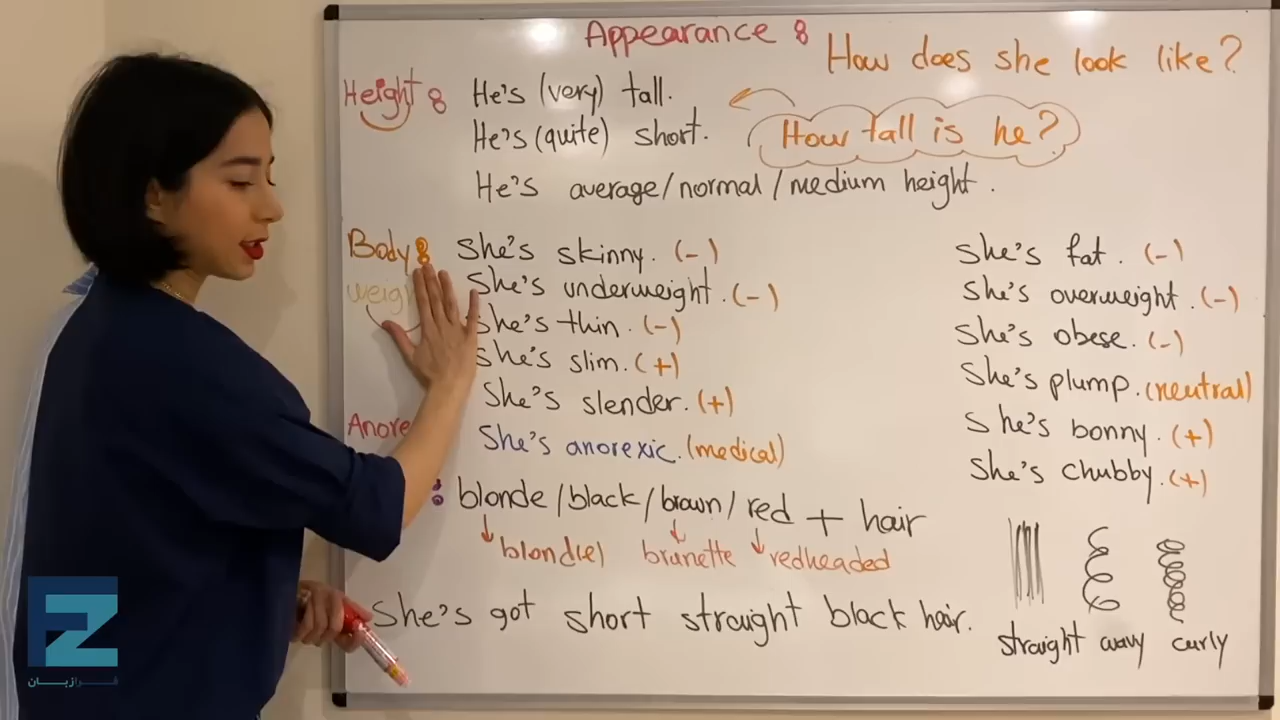 Appearance :
How does she look like?
Height : He's (very) tall.
He's (quite) short.
How tall is he?
He's average/normal/medium height.
Body : She's skinny. (-)
She's underweight. (-)
She's thin. (-)
She's slim. (+)
She's slender. (+)
She's anorexic. (medical)
She's fat. (-)
She's overweight. (-)
She's obese. (-)
She's plump. (neutral)
She's bonny. (+)
She's chubby. (+)
: blonde/black/brown/red + hair
blond(e) brunette redheaded
She's got short straight black hair.
straight wavy curly
FZ
فرازبان